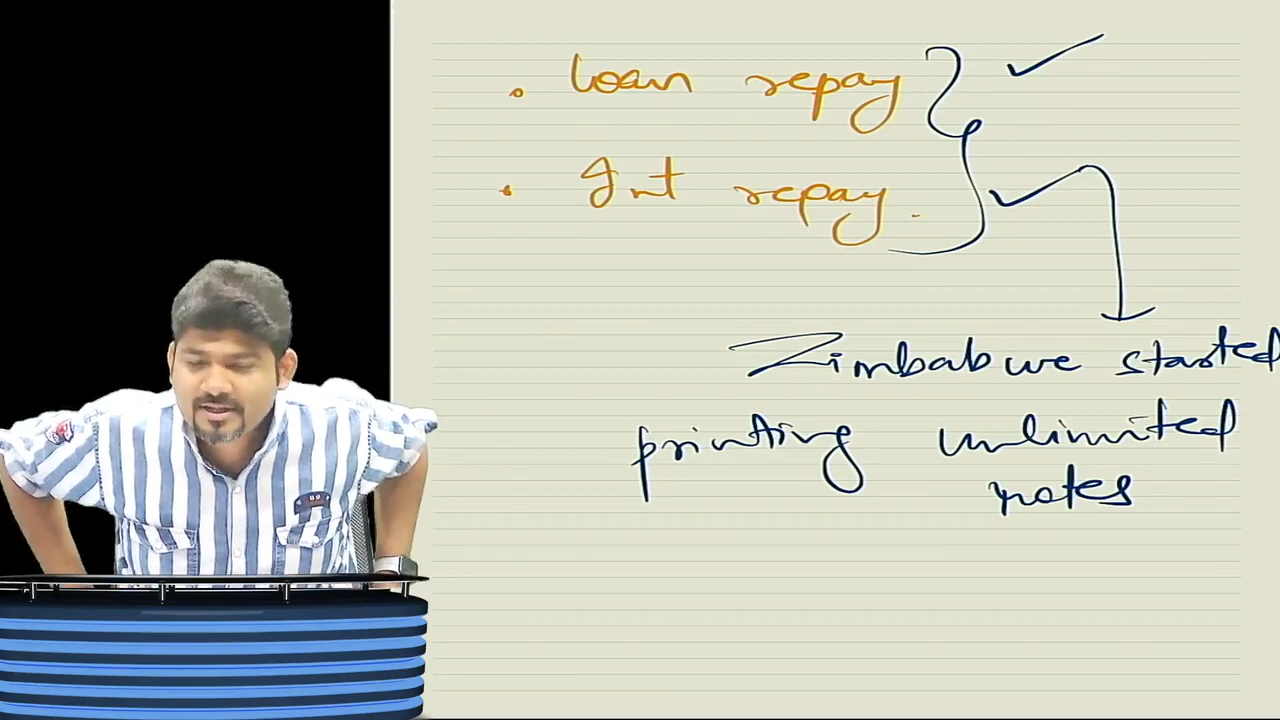 • Loan repay
• Int repay.
Zimbabwe started
printing unlimited
notes